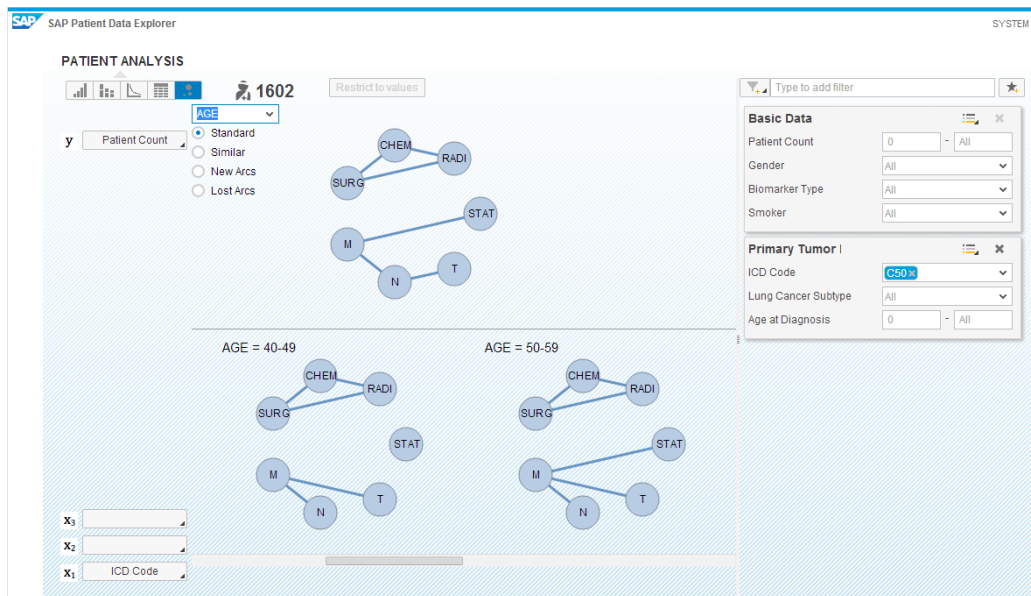 SAP SAP Patient Data Explorer
SYSTEM
PATIENT ANALYSIS
1602
Restrict to values
Type to add filter
AGE
y Patient Count
Standard
Similar
New Arcs
Lost Arcs
CHEM
RADI
SURG
STAT
M
T
N
Basic Data
Patient Count 0 - All
Gender All
Biomarker Type All
Smoker All
Primary Tumor
ICD Code C50
Lung Cancer Subtype All
Age at Diagnosis 0 - All
AGE = 40-49
CHEM
RADI
SURG
STAT
M
T
N
AGE = 50-59
CHEM
RADI
SURG
STAT
M
T
N
x3
x2
x1 ICD Code